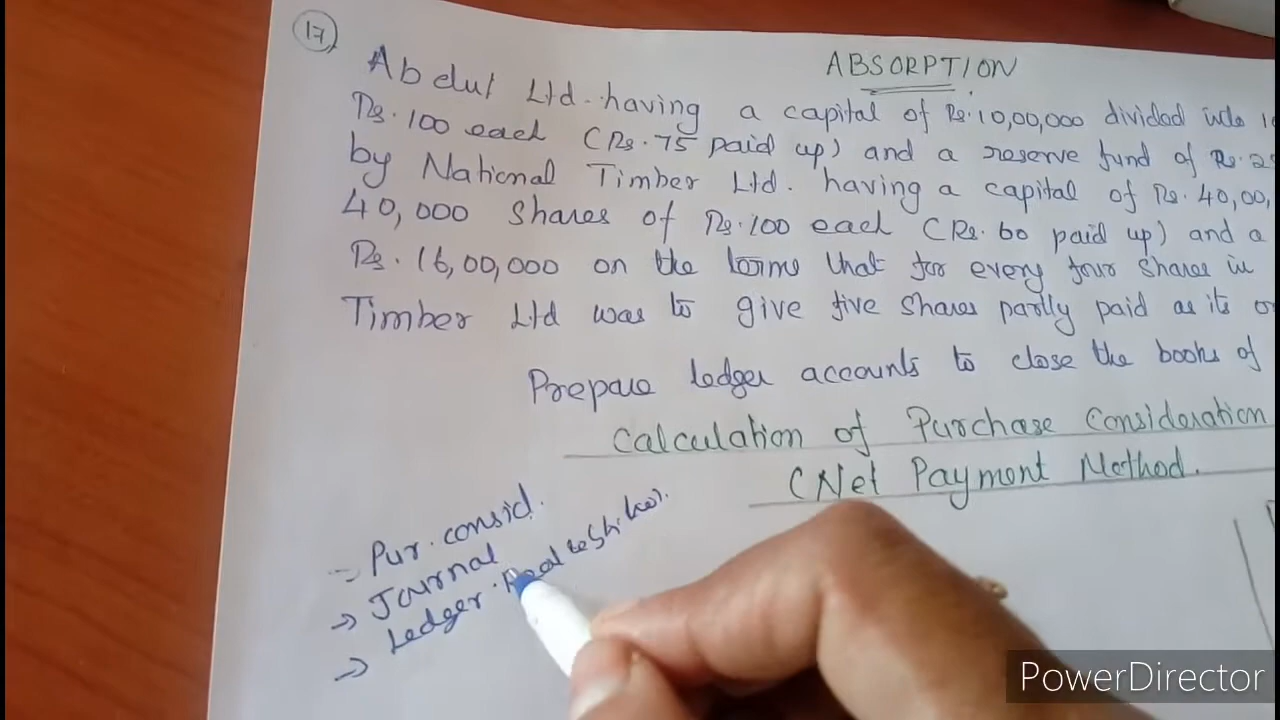 17)
ABSORPTION
Abdul Ltd. having a capital of Rs. 10,00,000 divided into 1
Rs. 100 each (Rs. 75 paid up) and a reserve fund of Rs. 2
by National Timber Ltd. having a capital of Rs. 40,00,
40,000 shares of Rs. 100 each (Rs. 60 paid up) and a
Rs. 16,00,000 on the terms that for every four shares in
Timber Ltd was to give five shares partly paid as its o
Prepare ledger accounts to close the books of
Calculation of Purchase Consideration
(Net Payment Method.
Pur. consid.
→ Journal
→ Ledger.
PowerDirector